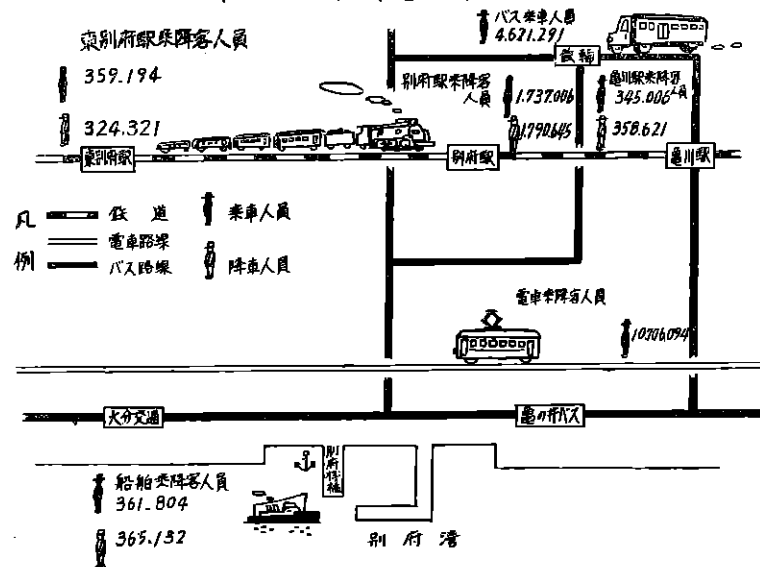 バス乗車人員
4.621.291
東別府駅乗降客人員
359.194
324.321
鉄輪
別府駅乗降客
人員
1.737.006
1.790.645
亀川駅乗降客
人員
345.006
358.621
東別府駅
別府駅
亀川駅
凡例
鉄道
電車路線
バス路線
乗車人員
降車人員
電車乗降客人員
10706.094
大分交通
亀の井バス
別府桟橋
船舶乗降客人員
361.804
365.132
別府湾